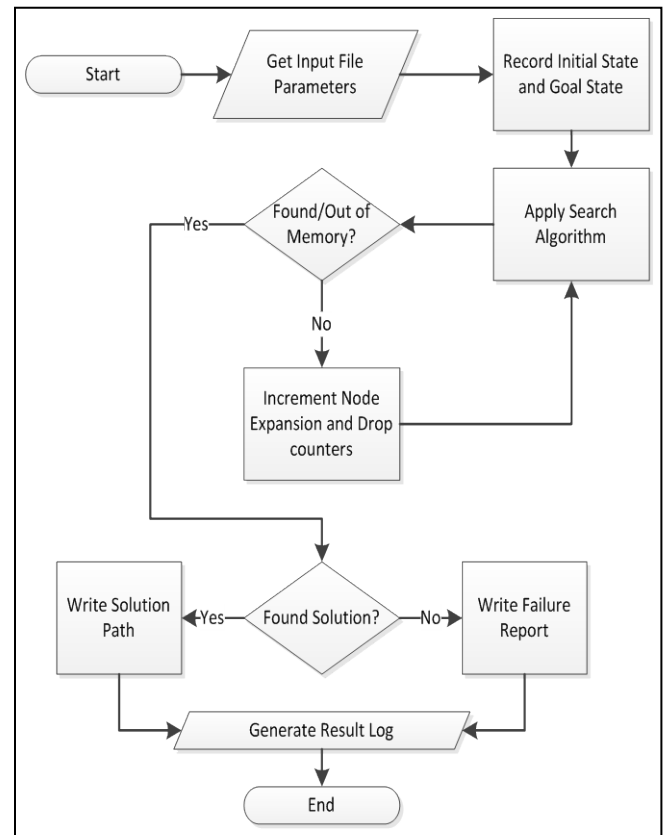 Start
Get Input File
Parameters
Record Initial State
and Goal State
Found/Out of
Memory?
Apply Search
Algorithm
Yes
No
Increment Node
Expansion and Drop
counters
Write Solution
Path
Yes
Found Solution?
No
Write Failure
Report
Generate Result Log
End